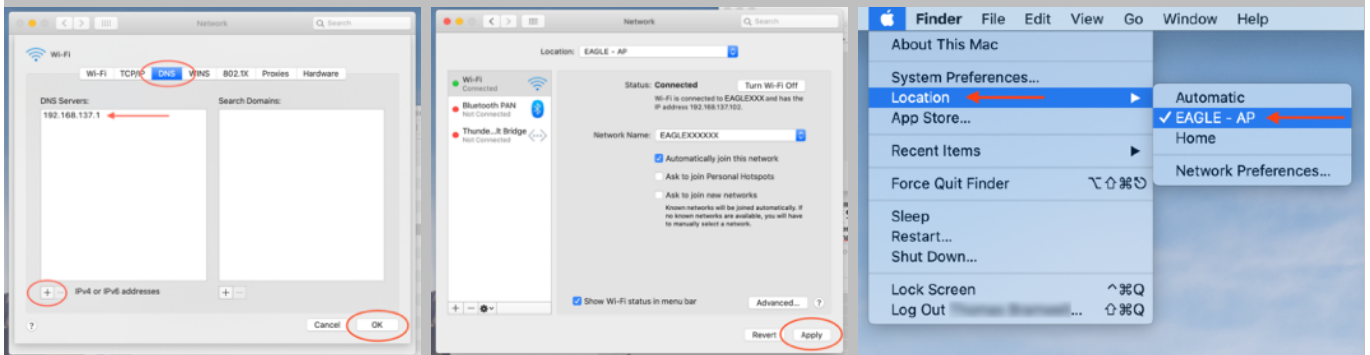 Network
Search
Wi-Fi
Wi-Fi TCP/IP DNS WINS 802.1X Proxies Hardware
DNS Servers:
Search Domains:
192.168.137.1
+ − IPv4 or IPv6 addresses
+ −
?
Cancel
OK
Network
Search
Location: EAGLE - AP
Wi-Fi
Connected
Bluetooth PAN
Not Connected
Thunde...lt Bridge
Not Connected
Status: Connected
Turn Wi-Fi Off
Wi-Fi is connected to EAGLEXXX and has the
IP address 192.168.137.102.
Network Name: EAGLEXXXXXX
Automatically join this network
Ask to join Personal Hotspots
Ask to join new networks
Known networks will be joined automatically. If
no known networks are available, you will have
to manually select a network.
+ −
Show Wi-Fi status in menu bar
Advanced...
?
Revert
Apply
Finder File Edit View Go Window Help
About This Mac
System Preferences...
Location
App Store...
Recent Items
Force Quit Finder ⌥⇧⌘⎋
Sleep
Restart...
Shut Down...
Lock Screen ^⌘Q
Log Out ... ⇧⌘Q
Automatic
✓ EAGLE - AP
Home
Network Preferences...